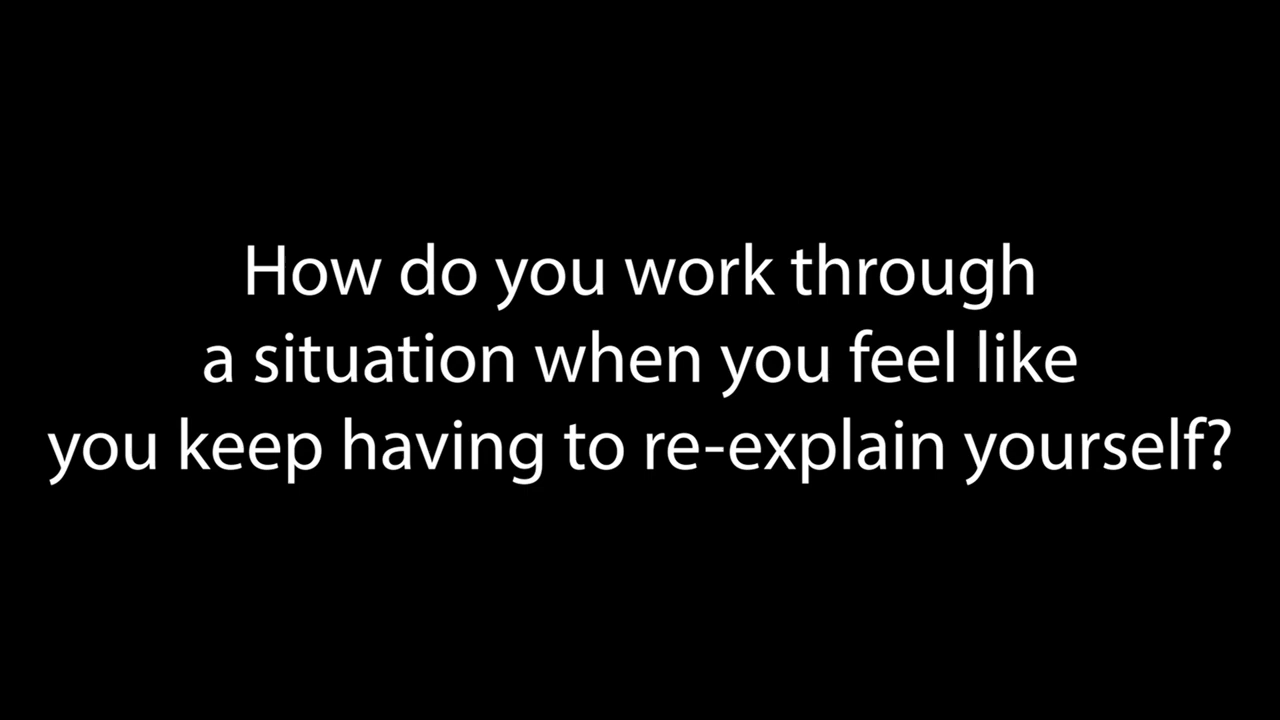 How do you work through
a situation when you feel like
you keep having to re-explain yourself?